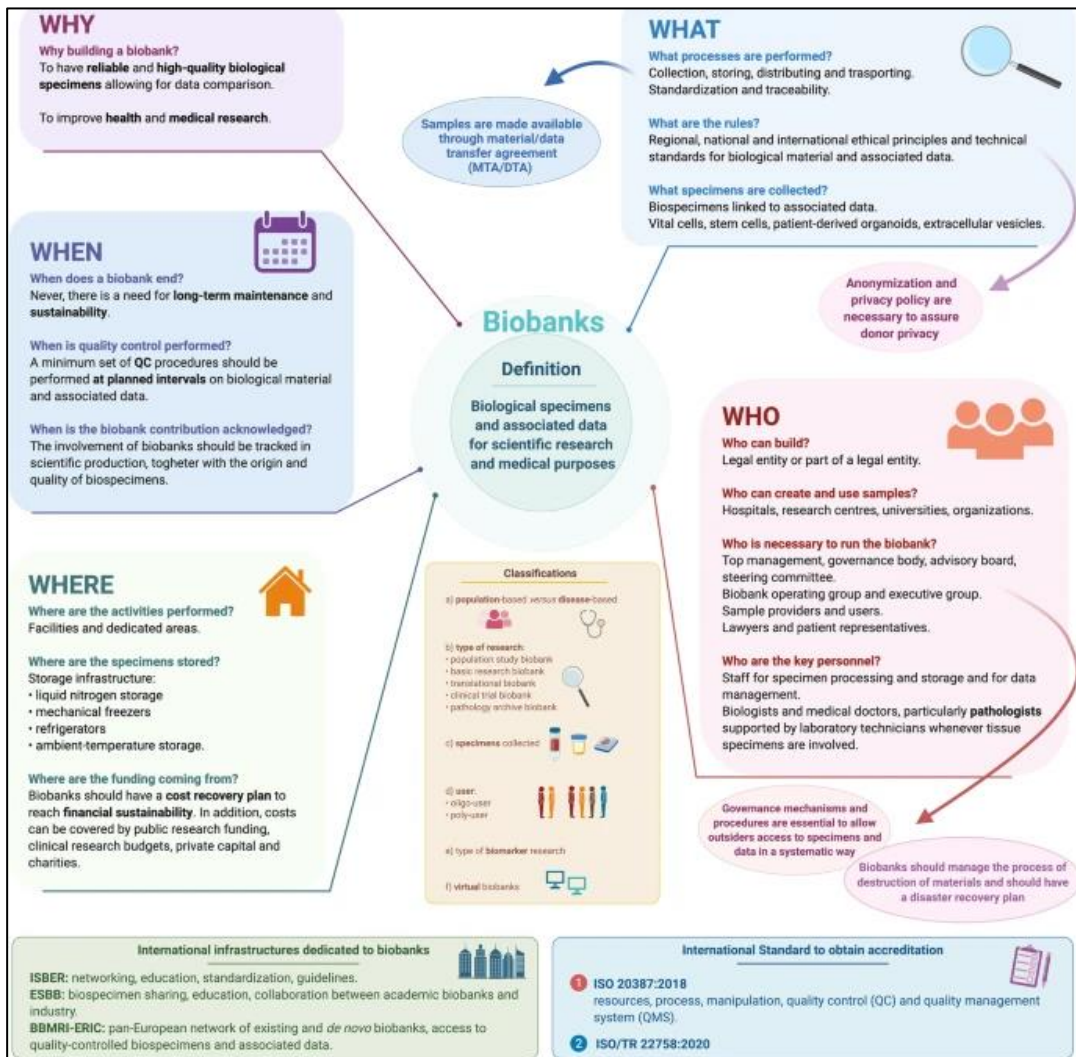 WHY
Why building a biobank?
To have reliable and high-quality biological
specimens allowing for data comparison.
To improve health and medical research.
WHAT
What processes are performed?
Collection, storing, distributing and trasporting.
Standardization and traceability.
What are the rules?
Regional, national and international ethical principles and technical
standards for biological material and associated data.
What specimens are collected?
Biospecimens linked to associated data.
Vital cells, stem cells, patient-derived organoids, extracellular vesicles.
Samples are made available
through material/data
transfer agreement
(MTA/DTA)
Anonymization and
privacy policy are
necessary to assure
donor privacy
WHEN
When does a biobank end?
Never, there is a need for long-term maintenance and
sustainability.
When is quality control performed?
A minimum set of QC procedures should be
performed at planned intervals on biological material
and associated data.
When is the biobank contribution acknowledged?
The involvement of biobanks should be tracked in
scientific production, togheter with the origin and
quality of biospecimens.
Biobanks
Definition
Biological specimens
and associated data
for scientific research
and medical purposes
WHO
Who can build?
Legal entity or part of a legal entity.
Who can create and use samples?
Hospitals, research centres, universities, organizations.
Who is necessary to run the biobank?
Top management, governance body, advisory board,
steering committee.
Biobank operating group and executive group.
Sample providers and users.
Lawyers and patient representatives.
Who are the key personnel?
Staff for specimen processing and storage and for data
management.
Biologists and medical doctors, particularly pathologists
supported by laboratory technicians whenever tissue
specimens are involved.
Governance mechanisms and
procedures are essential to allow
outsiders access to specimens and
data in a systematic way
Biobanks should manage the process of
destruction of materials and should have
a disaster recovery plan
WHERE
Where are the activities performed?
Facilities and dedicated areas.
Where are the specimens stored?
Storage infrastructure:
• liquid nitrogen storage
• mechanical freezers
• refrigerators
• ambient-temperature storage.
Where are the funding coming from?
Biobanks should have a cost recovery plan to
reach financial sustainability. In addition, costs
can be covered by public research funding,
clinical research budgets, private capital and
charities.
Classifications
a) population-based versus disease-based
b) type of research:
• population study biobank
• basic research biobank
• translational biobank
• clinical trial biobank
• pathology archive biobank
c) specimens collected
d) user:
• oligo-user
• poly-user
e) type of biomarker research
f) virtual biobanks
International infrastructures dedicated to biobanks
ISBER: networking, education, standardization, guidelines.
ESBB: biospecimen sharing, education, collaboration between academic biobanks and
industry.
BBMRI-ERIC: pan-European network of existing and de novo biobanks, access to
quality-controlled biospecimens and associated data.
International Standard to obtain accreditation
1 ISO 20387:2018
resources, process, manipulation, quality control (QC) and quality management
system (QMS).
2 ISO/TR 22758:2020